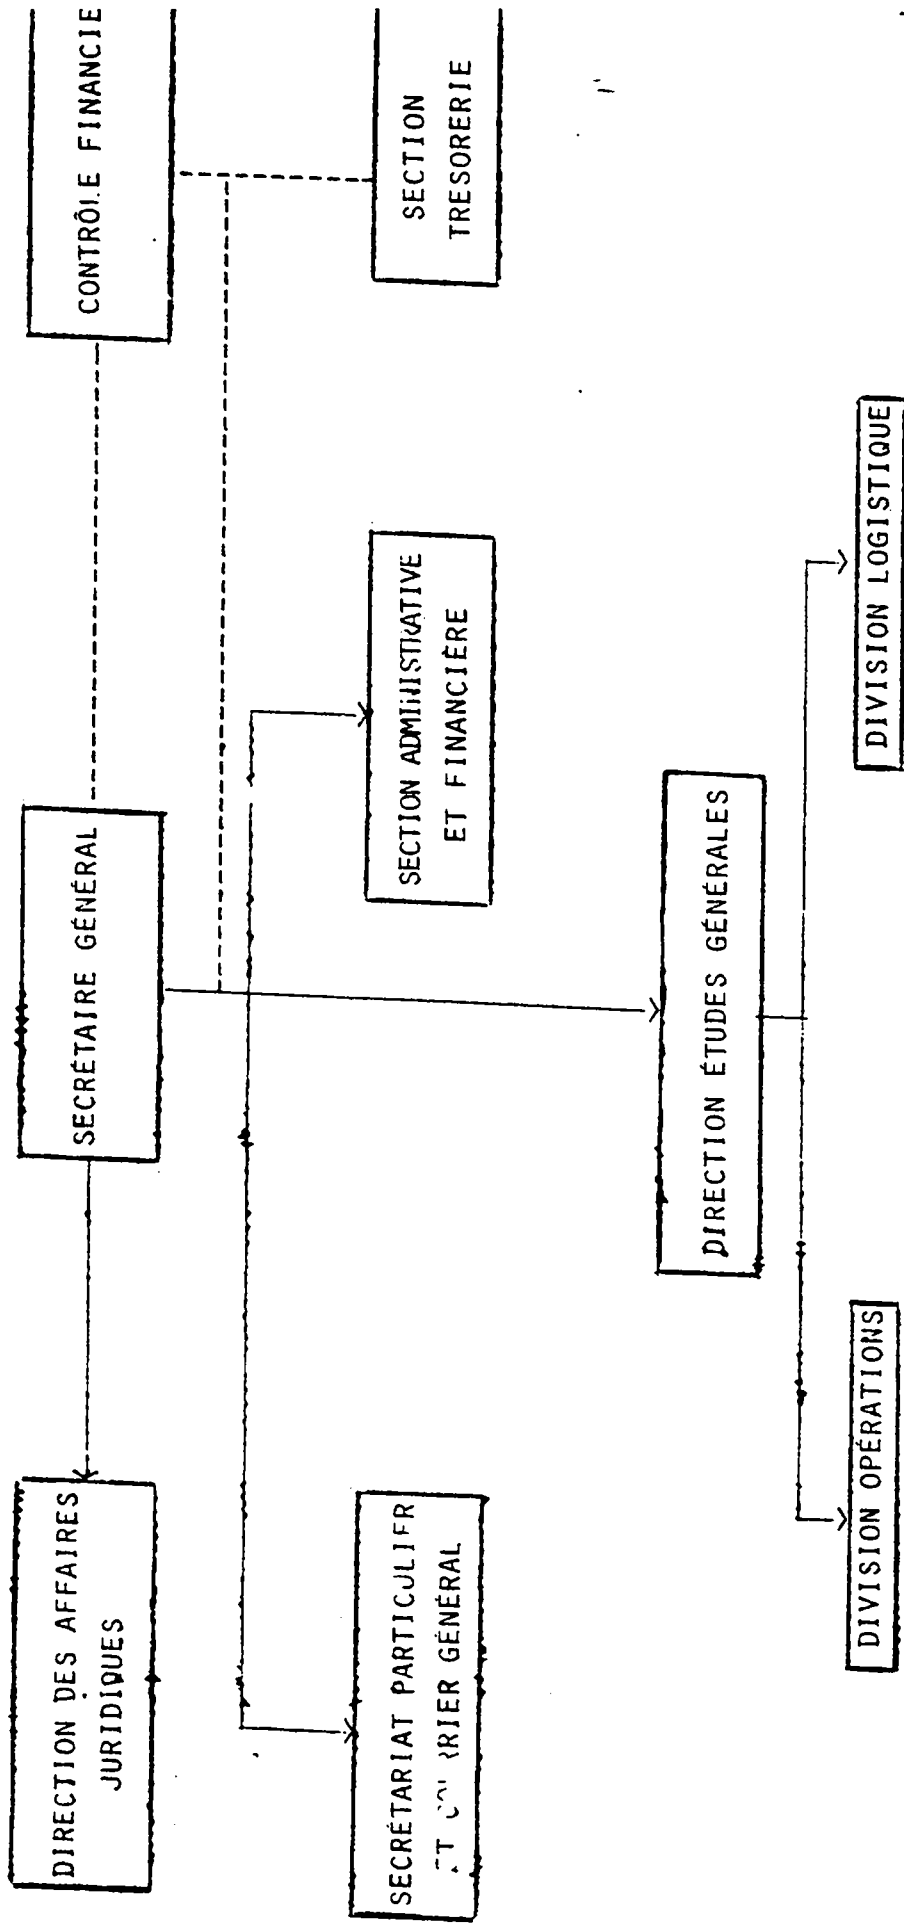 DIRECTION DES AFFAIRES
JURIDIQUES
SECRÉTAIRE GÉNÉRAL
CONTRÔLE FINANCIE
SECRÉTARIAT PARTICULIER
GÉNÉRAL
SECTION ADMINISTRATIVE
ET FINANCIÈRE
SECTION
TRESORERIE
DIRECTION ÉTUDES GÉNÉRALES
DIVISION OPÉRATIONS
DIVISION LOGISTIQUE